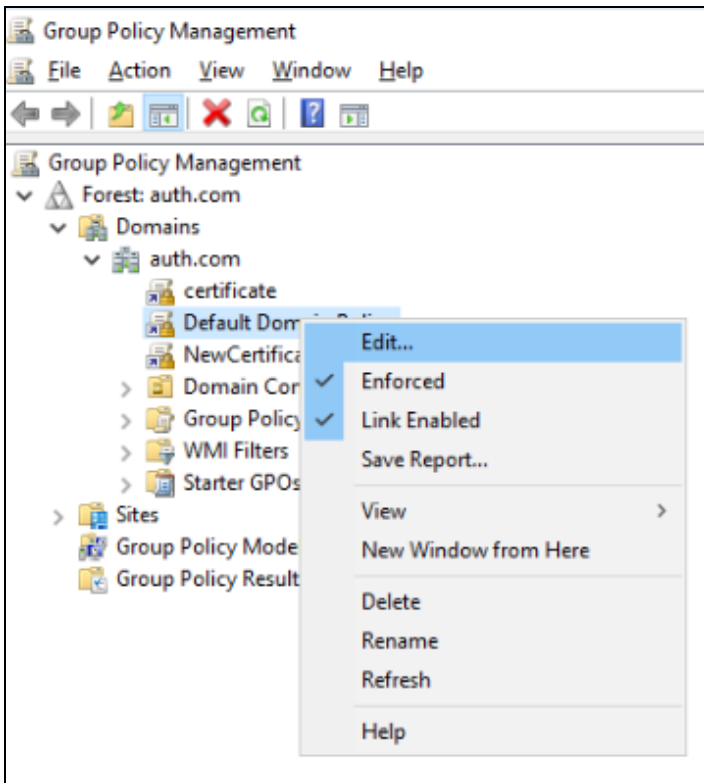 Group Policy Management
File Action View Window Help
Group Policy Management
Forest: auth.com
Domains
auth.com
certificate
Default Dom
NewCertifica
Domain Con
Group Policy
WMI Filters
Starter GPOs
Sites
Group Policy Mode
Group Policy Result
Edit...
Enforced
Link Enabled
Save Report...
View
New Window from Here
Delete
Rename
Refresh
Help